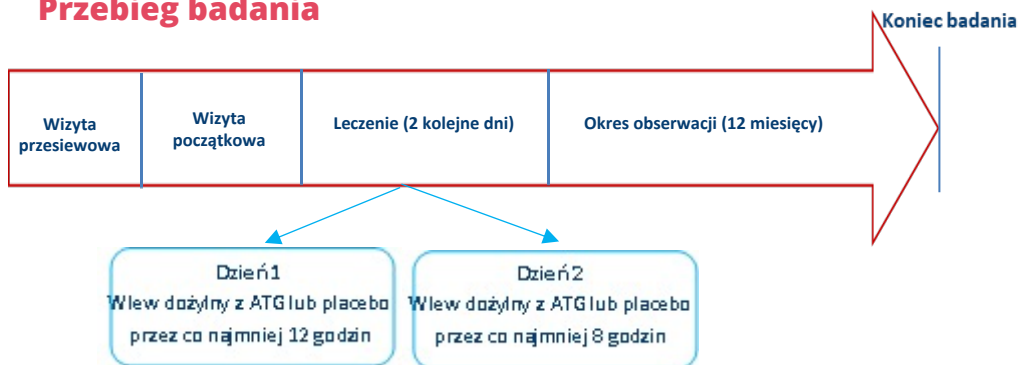 Przebieg badania
Koniec badania
Wizyta
przesiewowa
Wizyta
początkowa
Leczenie (2 kolejne dni)
Okres obserwacji (12 miesięcy)
Dzień 1
Wlew dożylny z ATG lub placebo
przez co najmniej 12 godzin
Dzień 2
Wlew dożylny z ATG lub placebo
przez co najmniej 8 godzin